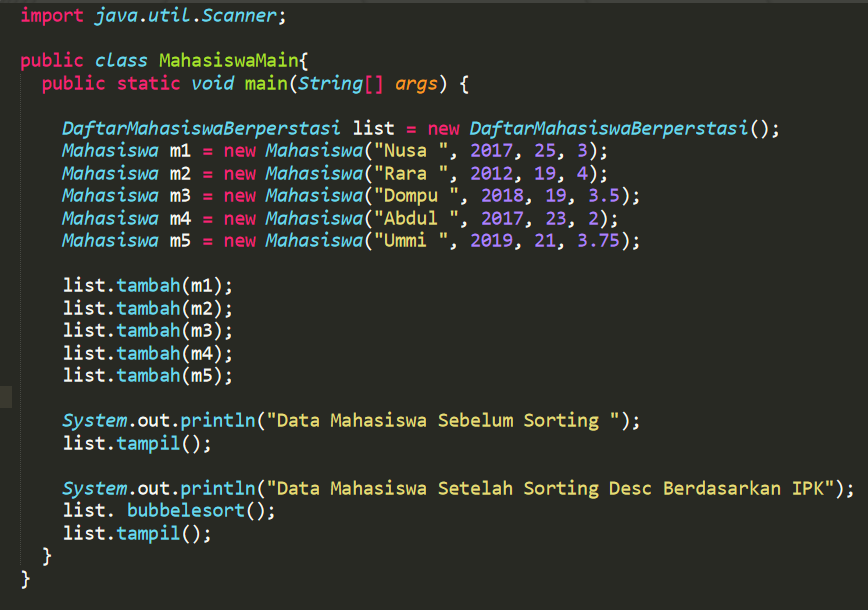 import java.util.Scanner;
public class MahasiswaMain{
public static void main(String[] args) {
DaftarMahasiswaBerperstasi list = new DaftarMahasiswaBerperstasi();
Mahasiswa m1 = new Mahasiswa("Nusa ", 2017, 25, 3);
Mahasiswa m2 = new Mahasiswa("Rara ", 2012, 19, 4);
Mahasiswa m3 = new Mahasiswa("Dompu ", 2018, 19, 3.5);
Mahasiswa m4 = new Mahasiswa("Abdul ", 2017, 23, 2);
Mahasiswa m5 = new Mahasiswa("Ummi ", 2019, 21, 3.75);
list.tambah(m1);
list.tambah(m2);
list.tambah(m3);
list.tambah(m4);
list.tambah(m5);
System.out.println("Data Mahasiswa Sebelum Sorting ");
list.tampil();
System.out.println("Data Mahasiswa Setelah Sorting Desc Berdasarkan IPK");
list. bubbelesort();
list.tampil();
}
}